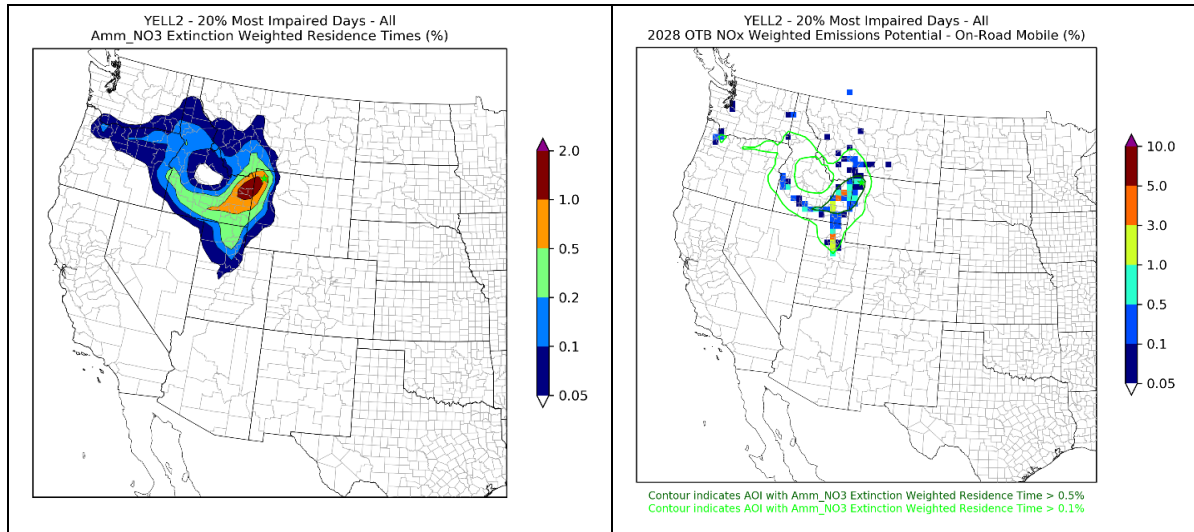 YELL2 - 20% Most Impaired Days - All
Amm_NO3 Extinction Weighted Residence Times (%)
2.0
1.0
0.5
0.2
0.1
0.05
YELL2 - 20% Most Impaired Days - All
2028 OTB NOx Weighted Emissions Potential - On-Road Mobile (%)
10.0
5.0
3.0
1.0
0.5
0.1
0.05
Contour indicates AOI with Amm_NO3 Extinction Weighted Residence Time > 0.5%
Contour indicates AOI with Amm_NO3 Extinction Weighted Residence Time > 0.1%